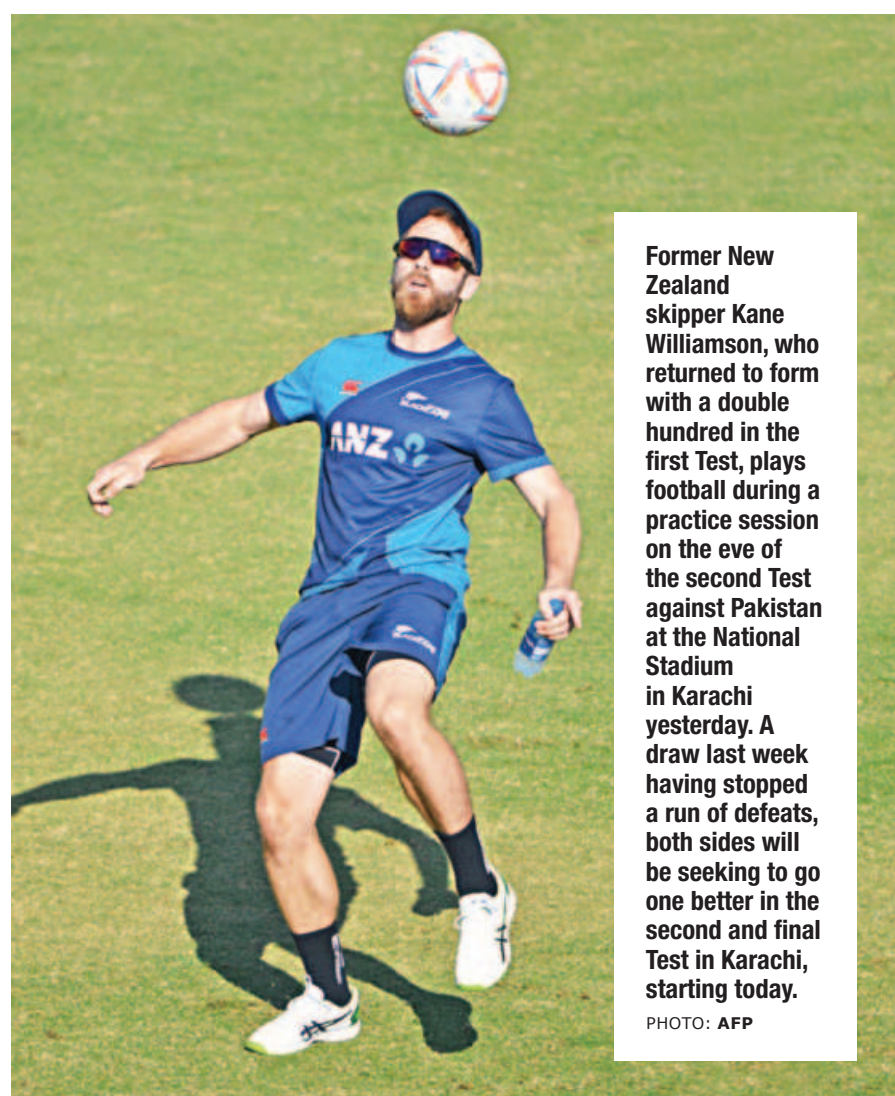 ANZ
Former New
Zealand
skipper Kane
Williamson, who
returned to form
with a double
hundred in the
first Test, plays
football during a
practice session
on the eve of
the second Test
against Pakistan
at the National
Stadium
in Karachi
yesterday. A
draw last week
having stopped
a run of defeats,
both sides will
be seeking to go
one better in the
second and final
Test in Karachi,
starting today.
PHOTO: AFP